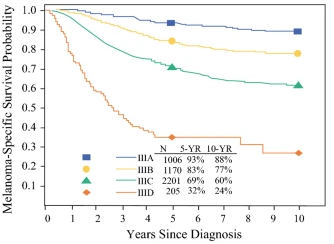 Melanoma-Specific Survival Probability
1.0
0.9
0.8
0.7
0.6
0.5
0.4
0.3
0.2
0.1
N 5-YR 10-YR
IIIA 1006 93% 88%
IIIB 1170 83% 77%
IIIC 2201 69% 60%
IIID 205 32% 24%
0 1 2 3 4 5 6 7 8 9 10
Years Since Diagnosis